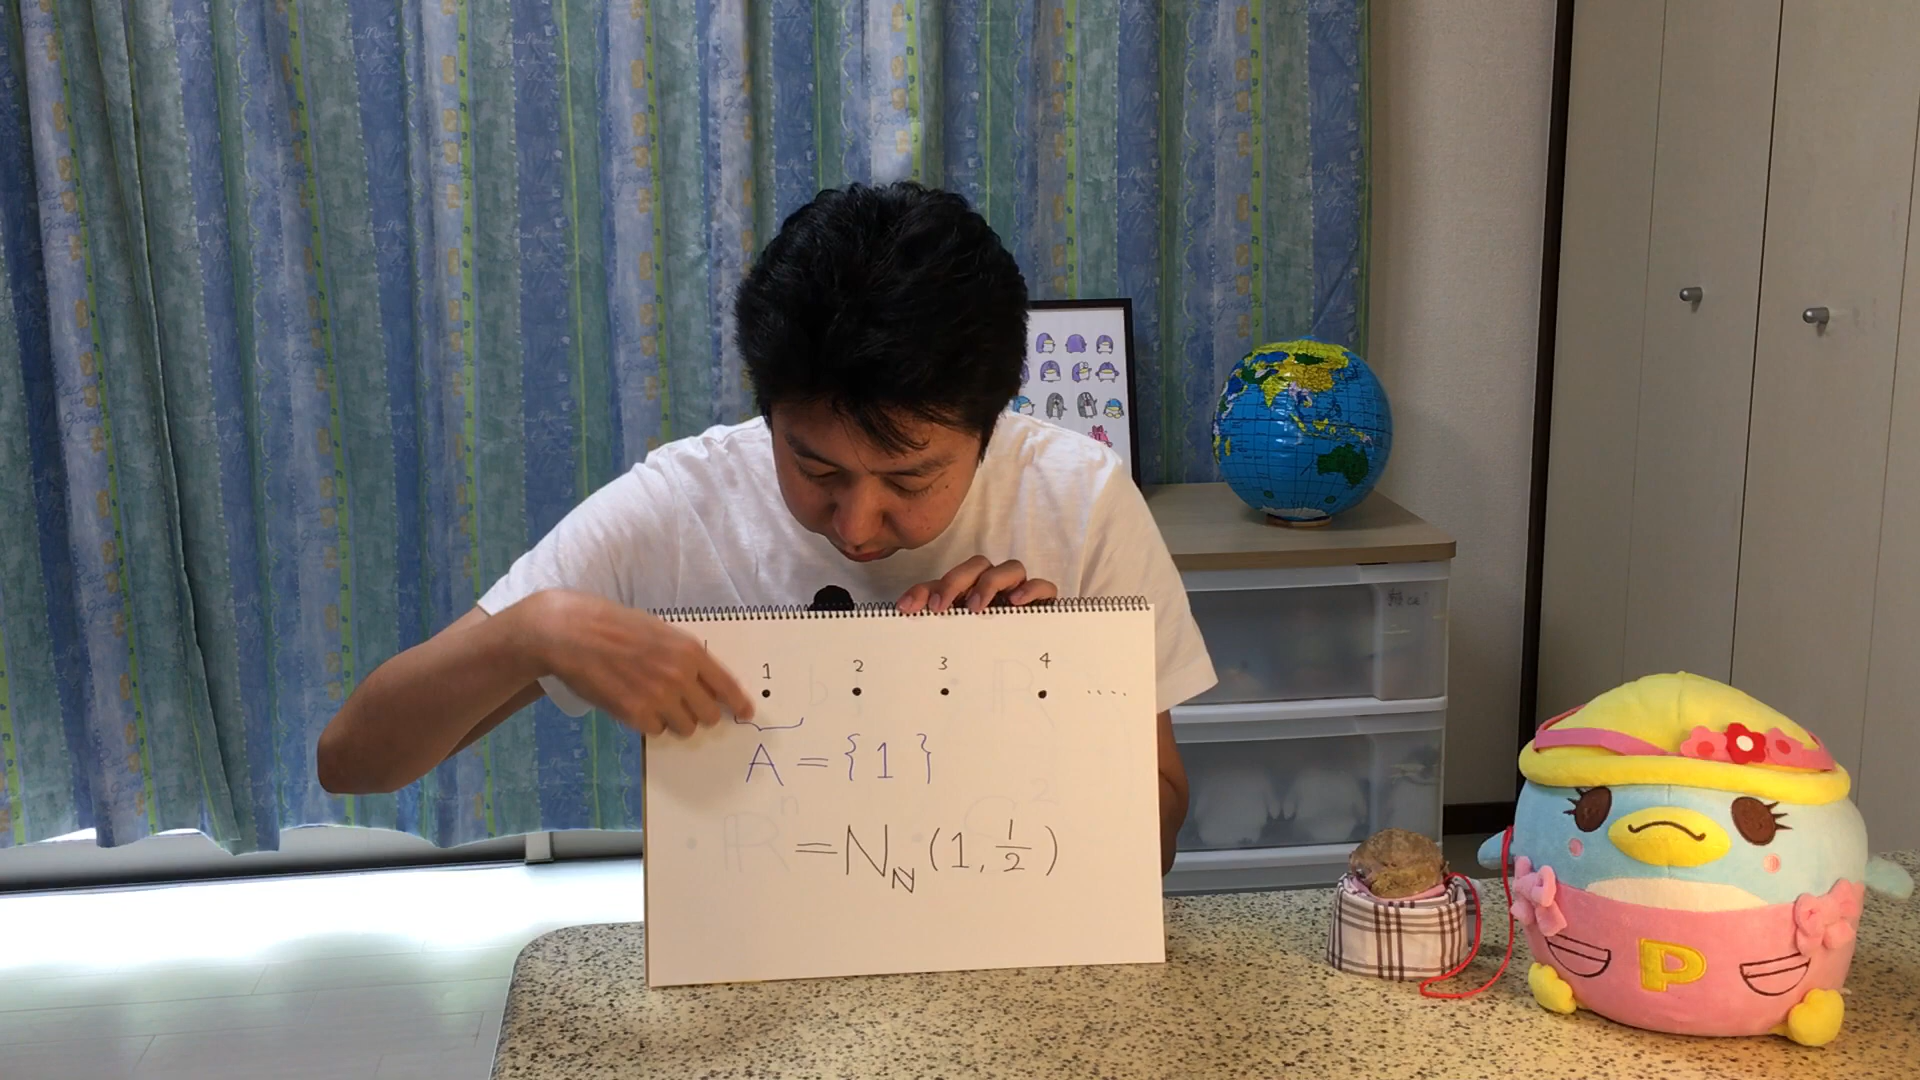 1 2 3 4
....
A = { 1 }
= N_ℕ (1, 1/2)
P